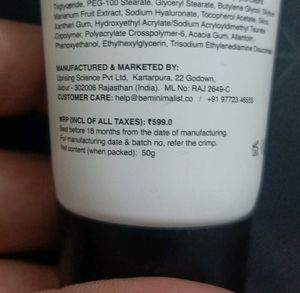 Triglyceride, PEG-100 Stearate, Glyceryl Stearate, Butylene Glycol,
Marianum Fruit Extract, Sodium Hyaluronate, Tocopherol Acetate,
Xanthan Gum, Hydroxyethyl Acrylate/Sodium Acryloyldimethyl Taurate
Copolymer, Polyacrylate Crosspolymer-6, Acacia Gum, Allantoin,
Phenoxyethanol, Ethylhexylglycerin, Trisodium Ethylenediamine
MANUFACTURED & MARKETED BY:
Uprising Science Pvt Ltd, Kartarpura, 22 Godown,
Jaipur - 302006 Rajasthan (India). ML No: RAJ 2649-C
CUSTOMER CARE: help@beminimalist.co / +91 97723 46555
MRP (INCL OF ALL TAXES): ₹599.0
Best before 18 months from the date of manufacturing.
For manufacturing date & batch no, refer the crimp.
Net content (when packed): 50g